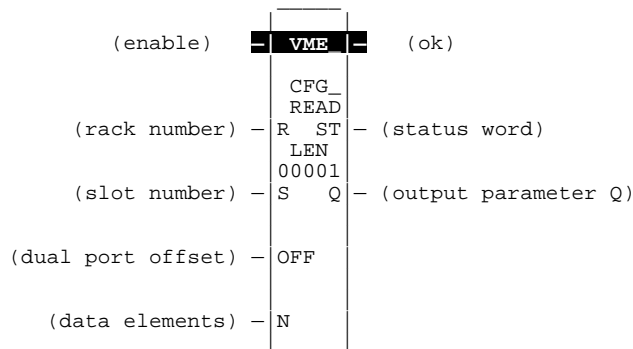 (enable) VME_ (ok)
CFG_
READ
(rack number) R ST (status word)
LEN
00001
(slot number) S Q (output parameter Q)
(dual port offset) OFF
(data elements) N